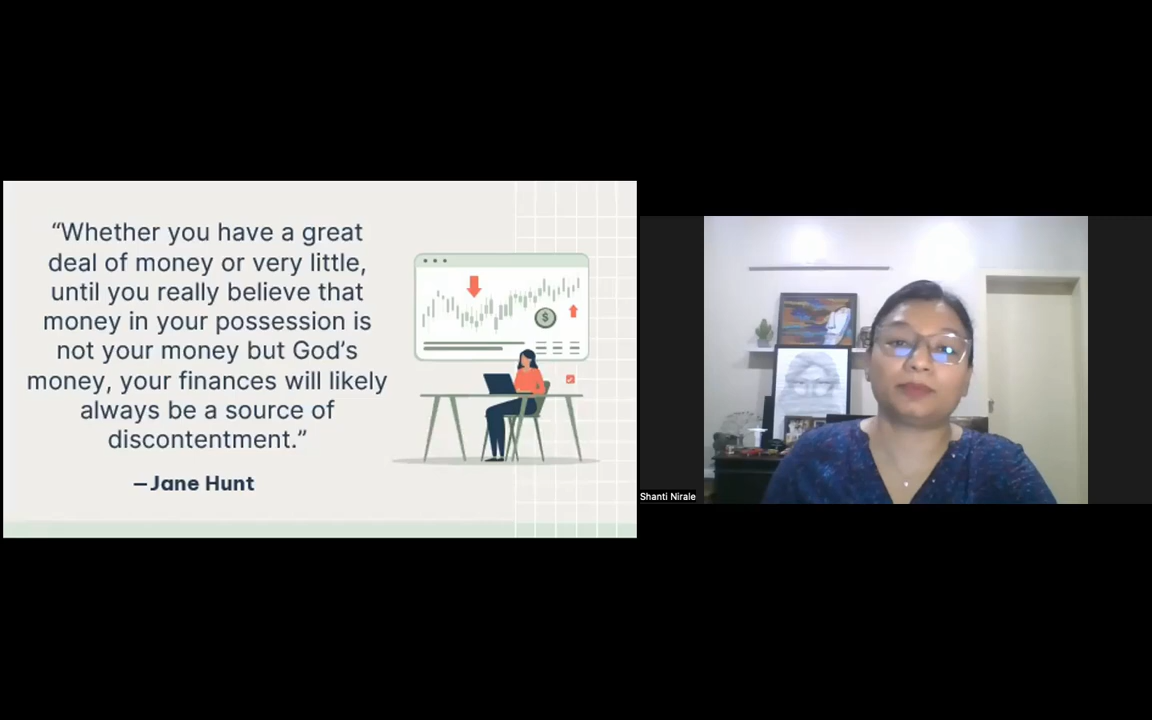 “Whether you have a great
deal of money or very little,
until you really believe that
money in your possession is
not your money but God’s
money, your finances will likely
always be a source of
discontentment.”
—Jane Hunt
$
Shanti Nirale